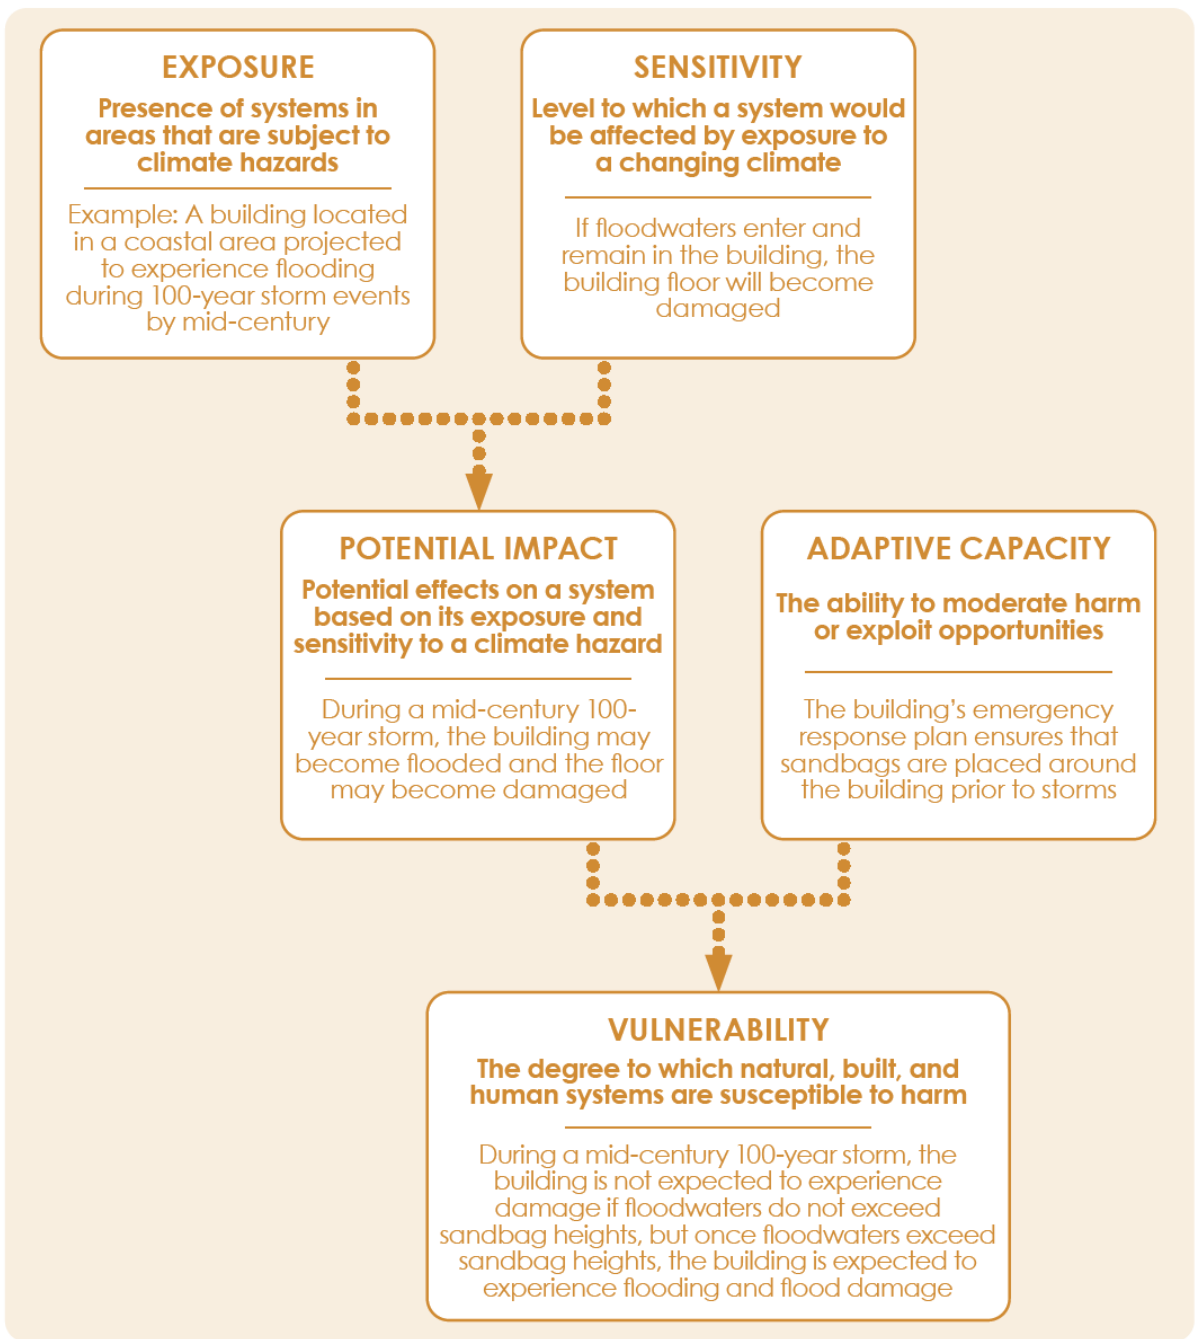 EXPOSURE
Presence of systems in
areas that are subject to
climate hazards
Example: A building located
in a coastal area projected
to experience flooding
during 100-year storm events
by mid-century
SENSITIVITY
Level to which a system would
be affected by exposure to
a changing climate
If floodwaters enter and
remain in the building, the
building floor will become
damaged
POTENTIAL IMPACT
Potential effects on a system
based on its exposure and
sensitivity to a climate hazard
During a mid-century 100-
year storm, the building may
become flooded and the floor
may become damaged
ADAPTIVE CAPACITY
The ability to moderate harm
or exploit opportunities
The building’s emergency
response plan ensures that
sandbags are placed around
the building prior to storms
VULNERABILITY
The degree to which natural, built, and
human systems are susceptible to harm
During a mid-century 100-year storm, the
building is not expected to experience
damage if floodwaters do not exceed
sandbag heights, but once floodwaters exceed
sandbag heights, the building is expected to
experience flooding and flood damage